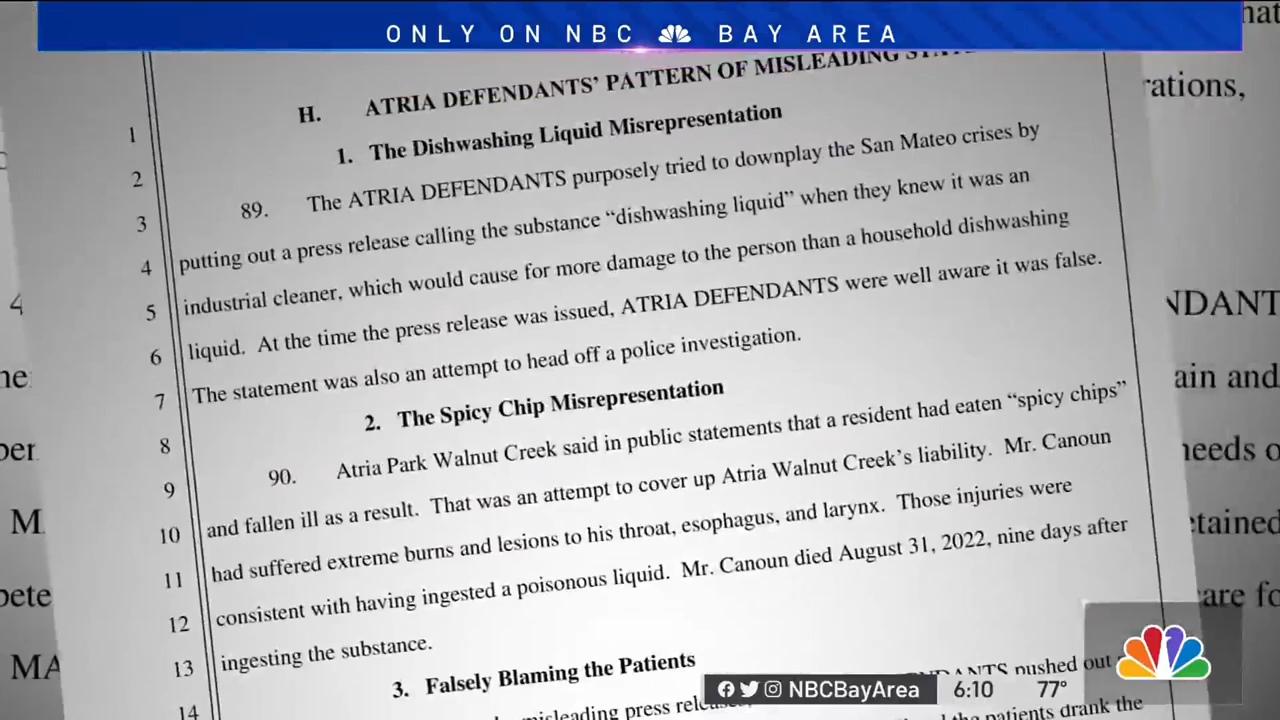 ONLY ON NBC BAY AREA
hat
rations,
H. ATRIA DEFENDANTS' PATTERN OF MISLEADING
1 1. The Dishwashing Liquid Misrepresentation
2 89. The ATRIA DEFENDANTS purposely tried to downplay the San Mateo crises by
3 putting out a press release calling the substance “dishwashing liquid” when they knew it was an
4 industrial cleaner, which would cause for more damage to the person than a household dishwashing
5 liquid. At the time the press release was issued, ATRIA DEFENDANTS were well aware it was false.
6 The statement was also an attempt to head off a police investigation.
7 2. The Spicy Chip Misrepresentation
8 90. Atria Park Walnut Creek said in public statements that a resident had eaten “spicy chips”
9 and fallen ill as a result. That was an attempt to cover up Atria Walnut Creek’s liability. Mr. Canoun
10 had suffered extreme burns and lesions to his throat, esophagus, and larynx. Those injuries were
11 consistent with having ingested a poisonous liquid. Mr. Canoun died August 31, 2022, nine days after
12 ingesting the substance.
13 3. Falsely Blaming the Patients
14 misleading press DEFENDANTS pushed out
the patients drank the
4
M
MA
NDANT
ain and
needs o
etained
are fo
NBCBayArea 6:10 77°